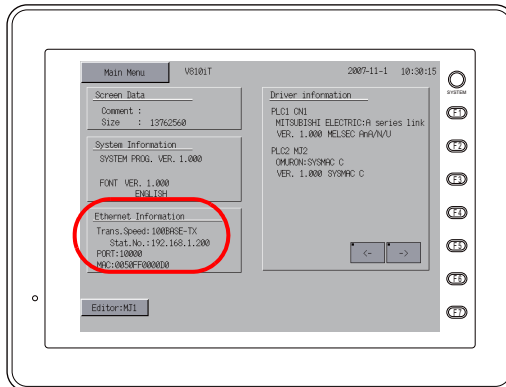 Main Menu V810iT 2007-11-1 10:30:15
SYSTEM
Screen Data
Comment :
Size : 13762560
System Information
SYSTEM PROG. VER. 1.000
FONT VER. 1.000
ENGLISH
Ethernet Information
Trans.Speed:100BASE-TX
Stat.No.:192.168.1.200
PORT:10000
MAC:0050FF0000D0
Editor:MJ1
Driver information
PLC1 CN1
MITSUBISHI ELECTRIC:A series link
VER. 1.000 MELSEC AnA/N/U
PLC2 MJ2
OMURON:SYSMAC C
VER. 1.000 SYSMAC C
<- ->
F1
F2
F3
F4
F5
F6
F7